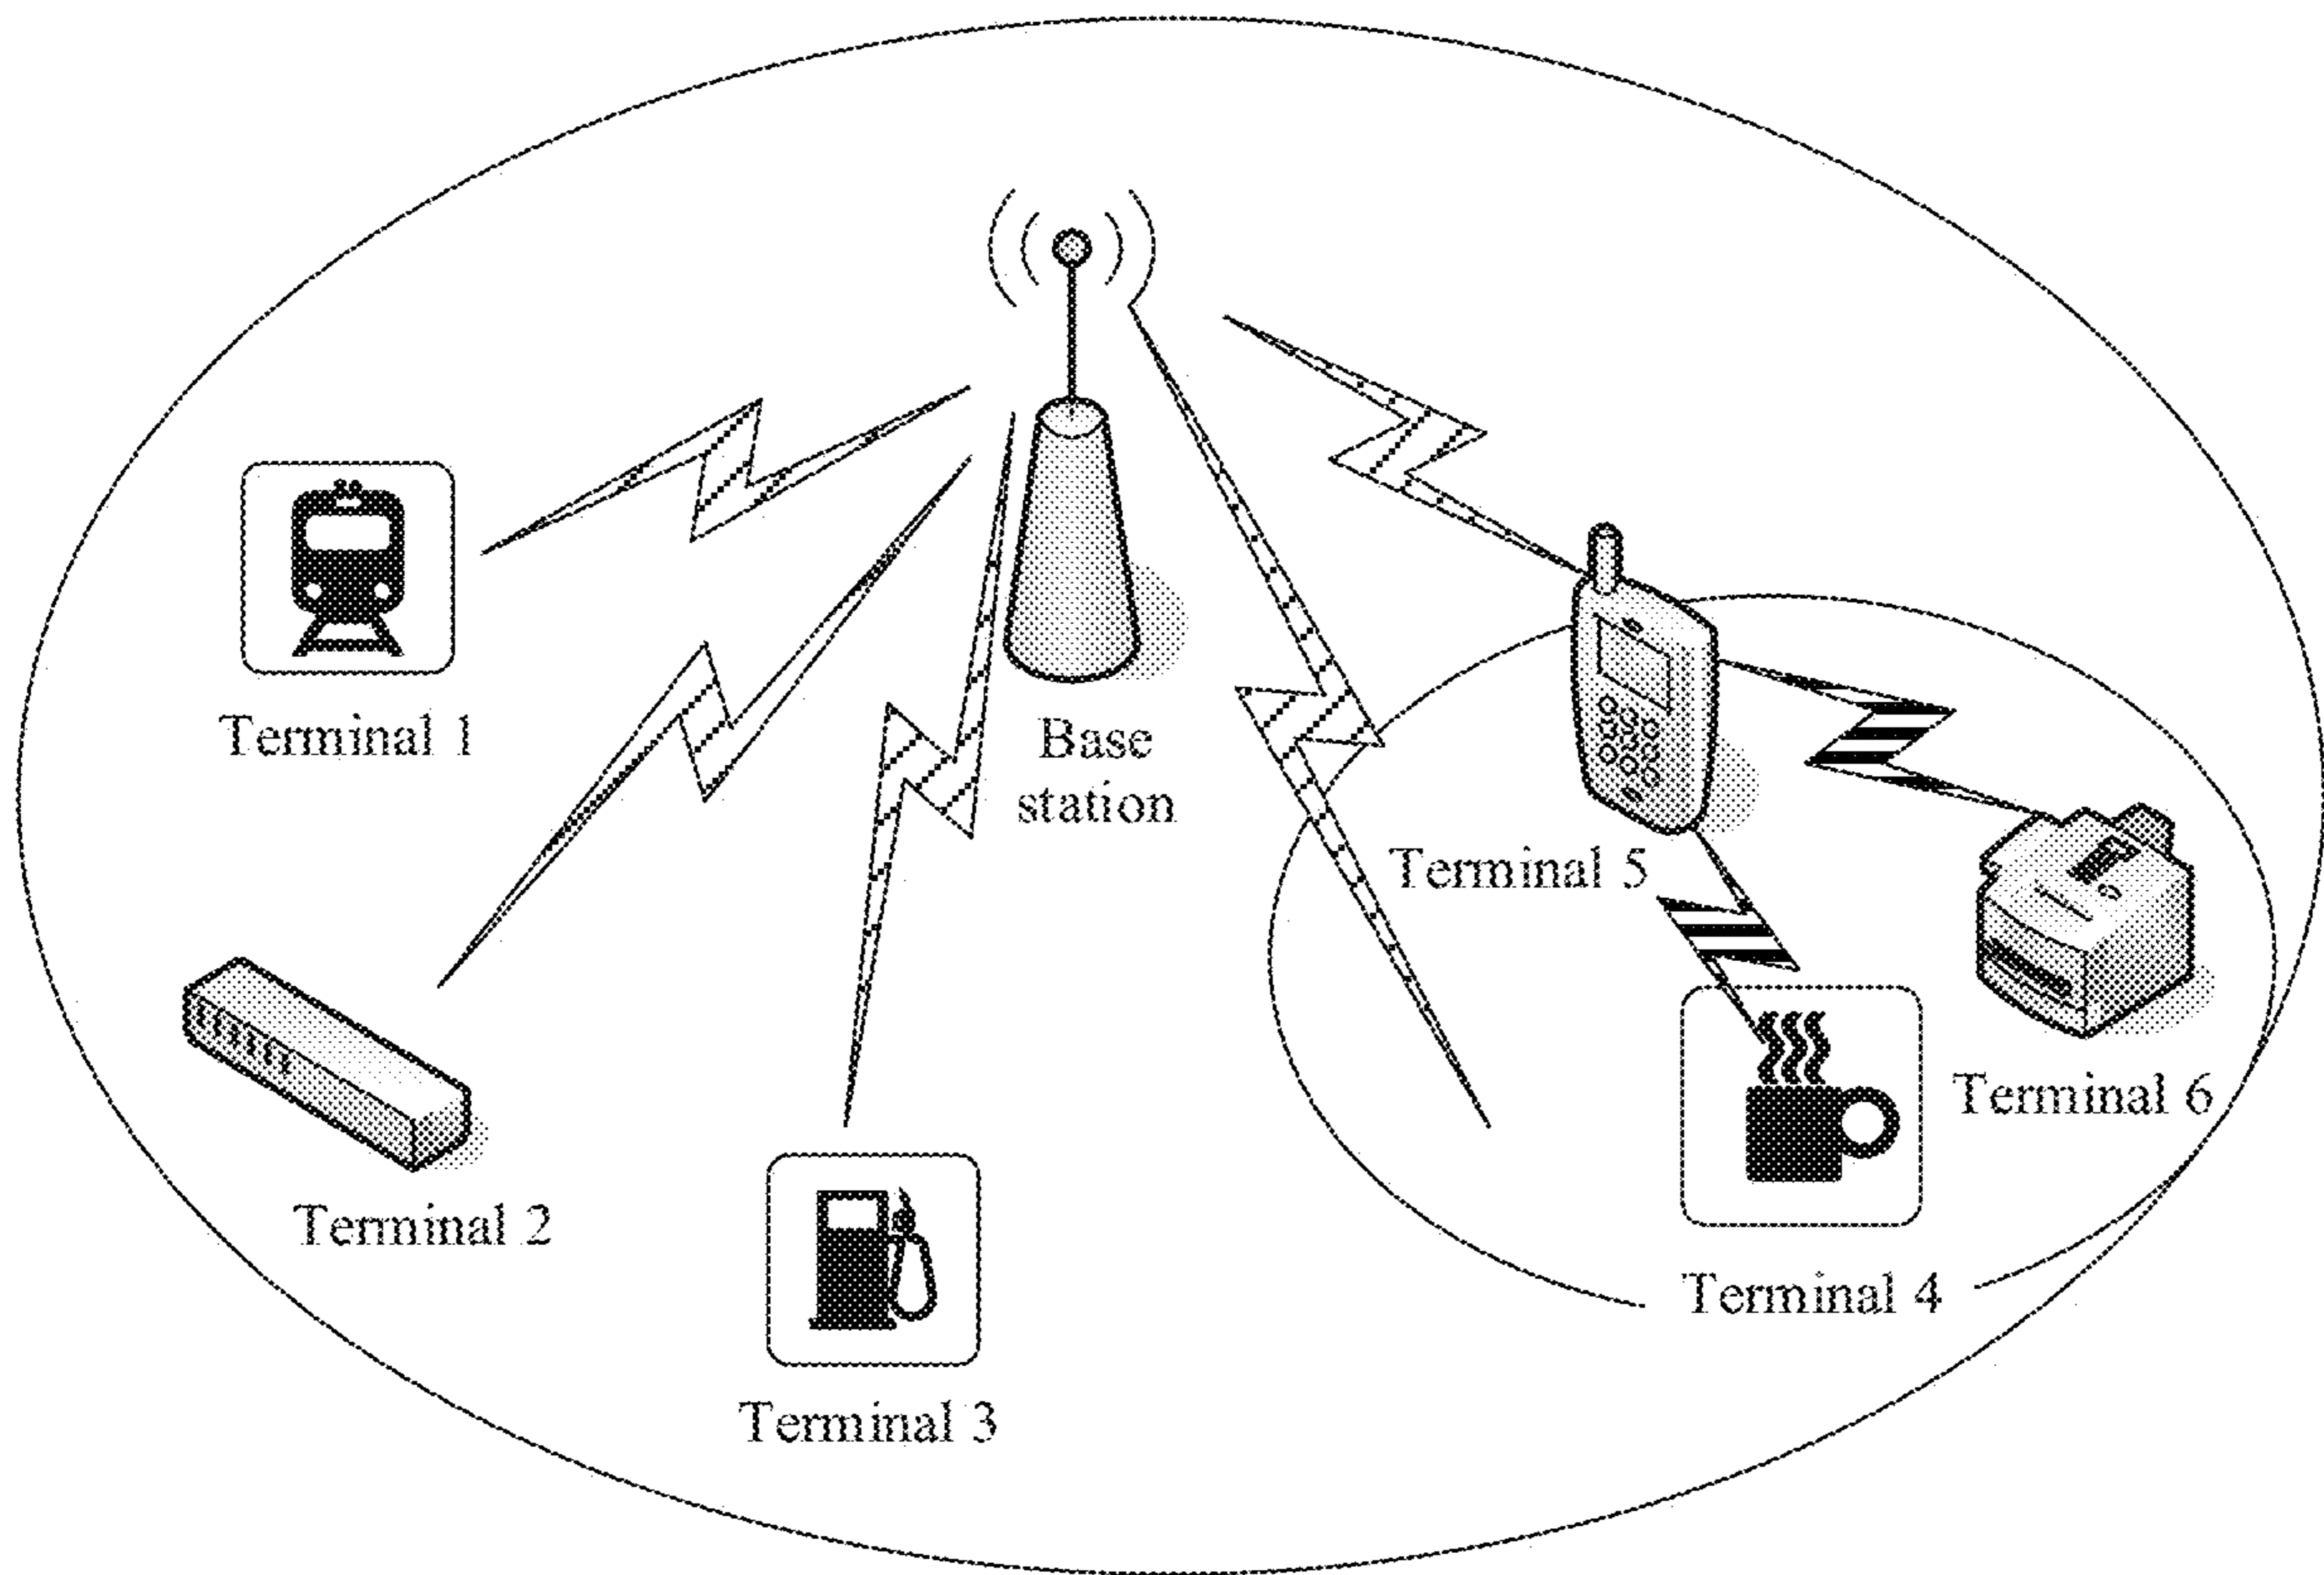 Terminal 1
Base
station
Terminal 5
Terminal 6
Terminal 2
Terminal 4
Terminal 3